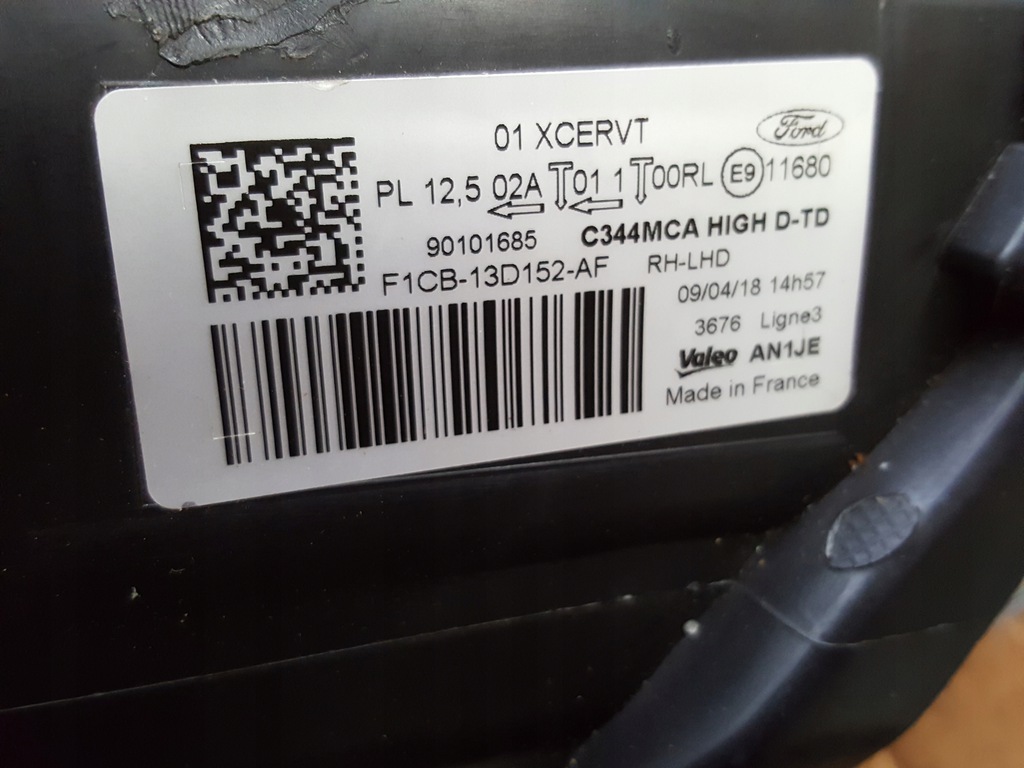 01 XCERVT
Ford
PL 12,5 02A 01 1 00RL E9 11680
90101685 C344MCA HIGH D-TD
F1CB-13D152-AF RH-LHD
09/04/18 14h57
3676 Ligne3
Valeo AN1JE
Made in France